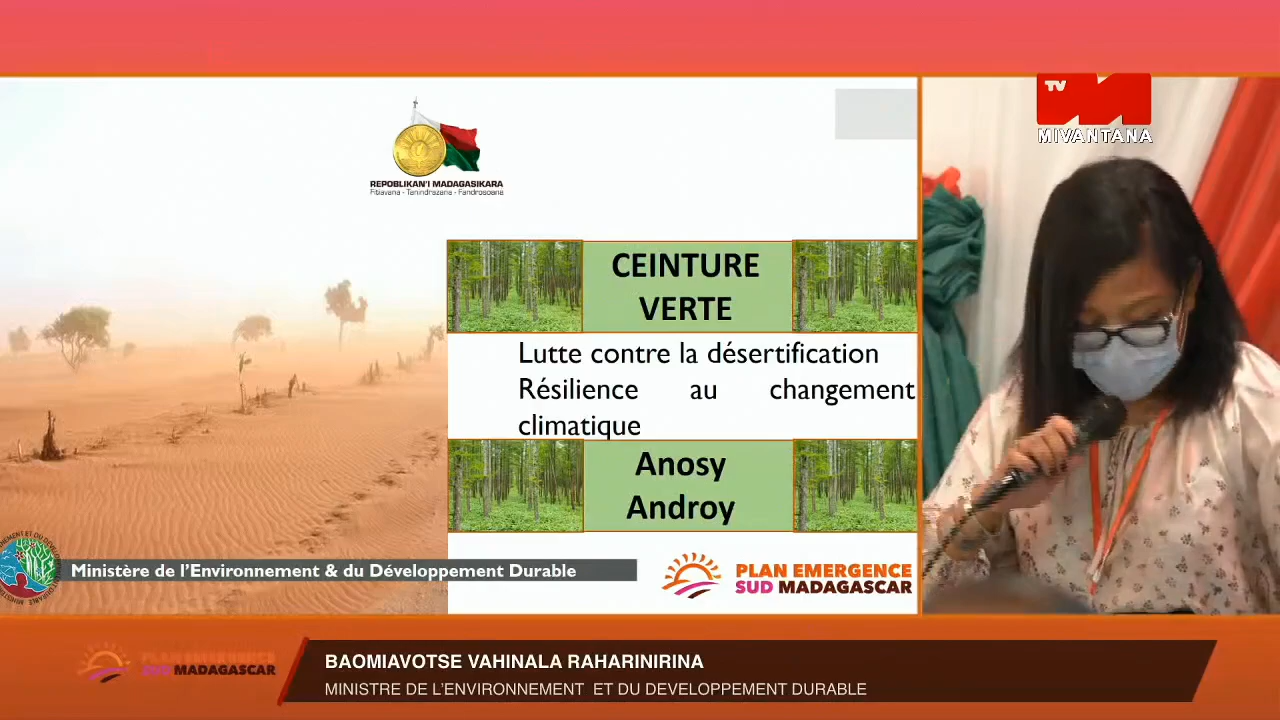 TV
MIVANTANA
REPOBLIKAN'I MADAGASIKARA
Fitiavana - Tanindrazana - Fandrosoana
CEINTURE
VERTE
Lutte contre la désertification
Résilience au changement
climatique
Anosy
Androy
Ministère de l'Environnement & du Développement Durable
PLAN EMERGENCE
SUD MADAGASCAR
PLAN EMERGENCE
SUD MADAGASCAR
BAOMIAVOTSE VAHINALA RAHARINIRINA
MINISTRE DE L'ENVIRONNEMENT ET DU DEVELOPPEMENT DURABLE